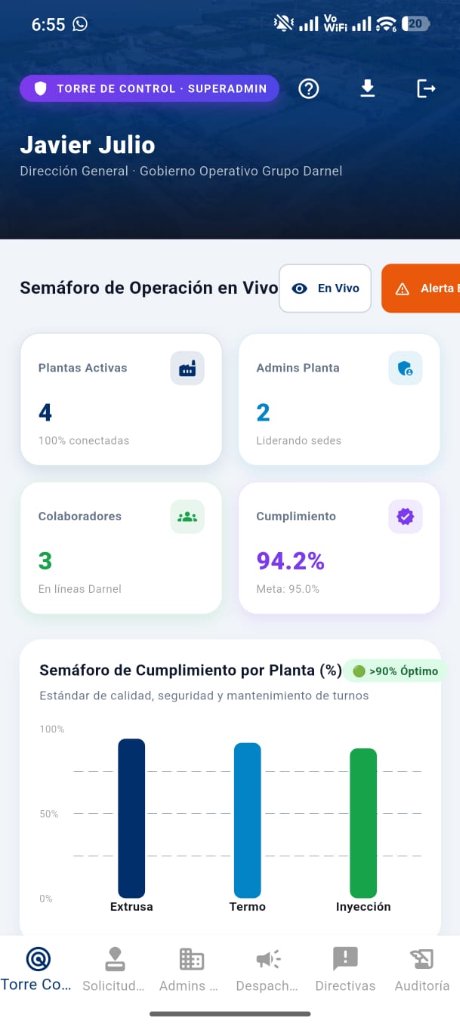 6:55
Vo
WiFi
6
20
TORRE DE CONTROL · SUPERADMIN
Javier Julio
Dirección General · Gobierno Operativo Grupo Darnel
Semáforo de Operación en Vivo
En Vivo
Alerta
Plantas Activas
4
100% conectadas
Admins Planta
2
Liderando sedes
Colaboradores
3
En líneas Darnel
Cumplimiento
94.2%
Meta: 95.0%
Semáforo de Cumplimiento por Planta (%)
>90% Óptimo
Estándar de calidad, seguridad y mantenimiento de turnos
100%
50%
0%
Extrusa
Termo
Inyección
Torre Co...
Solicitud...
Admins ...
Despach...
Directivas
Auditoría